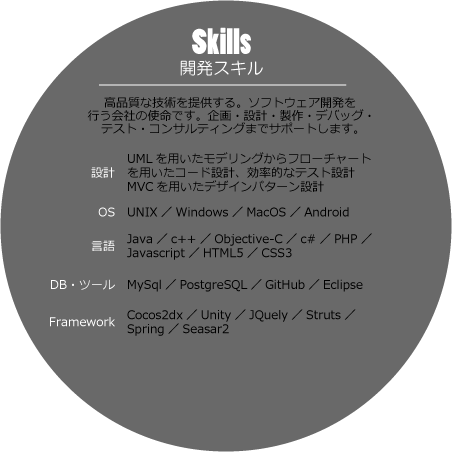 Skills
開発スキル
高品質な技術を提供する。ソフトウェア開発を
行う会社の使命です。企画・設計・製作・デバッグ・
テスト・コンサルティングまでサポートします。
設計
UML を用いたモデリングからフローチャート
を用いたコード設計、効率的なテスト設計
MVC を用いたデザインパターン設計
OS UNIX ／ Windows ／ MacOS ／ Android
言語
Java ／ c++ ／ Objective-C ／ c# ／ PHP ／
Javascript ／ HTML5 ／ CSS3
DB・ツール MySql ／ PostgreSQL ／ GitHub ／ Eclipse
Framework
Cocos2dx ／ Unity ／ JQuely ／ Struts ／
Spring ／ Seasar2